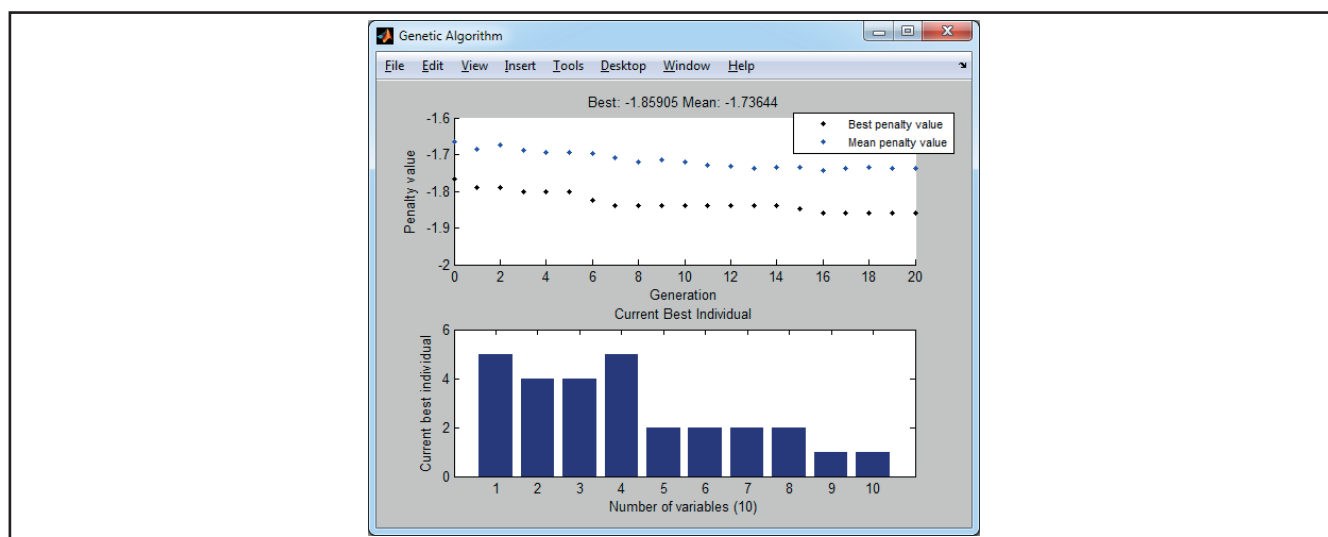 Genetic Algorithm
File Edit View Insert Tools Desktop Window Help
Best: -1.85905 Mean: -1.73644
Best penalty value
Mean penalty value
Penalty value
-1.6
-1.7
-1.8
-1.9
-2
0 2 4 6 8 10 12 14 16 18 20
Generation
Current Best Individual
Current best individual
6
4
2
0
1 2 3 4 5 6 7 8 9 10
Number of variables (10)